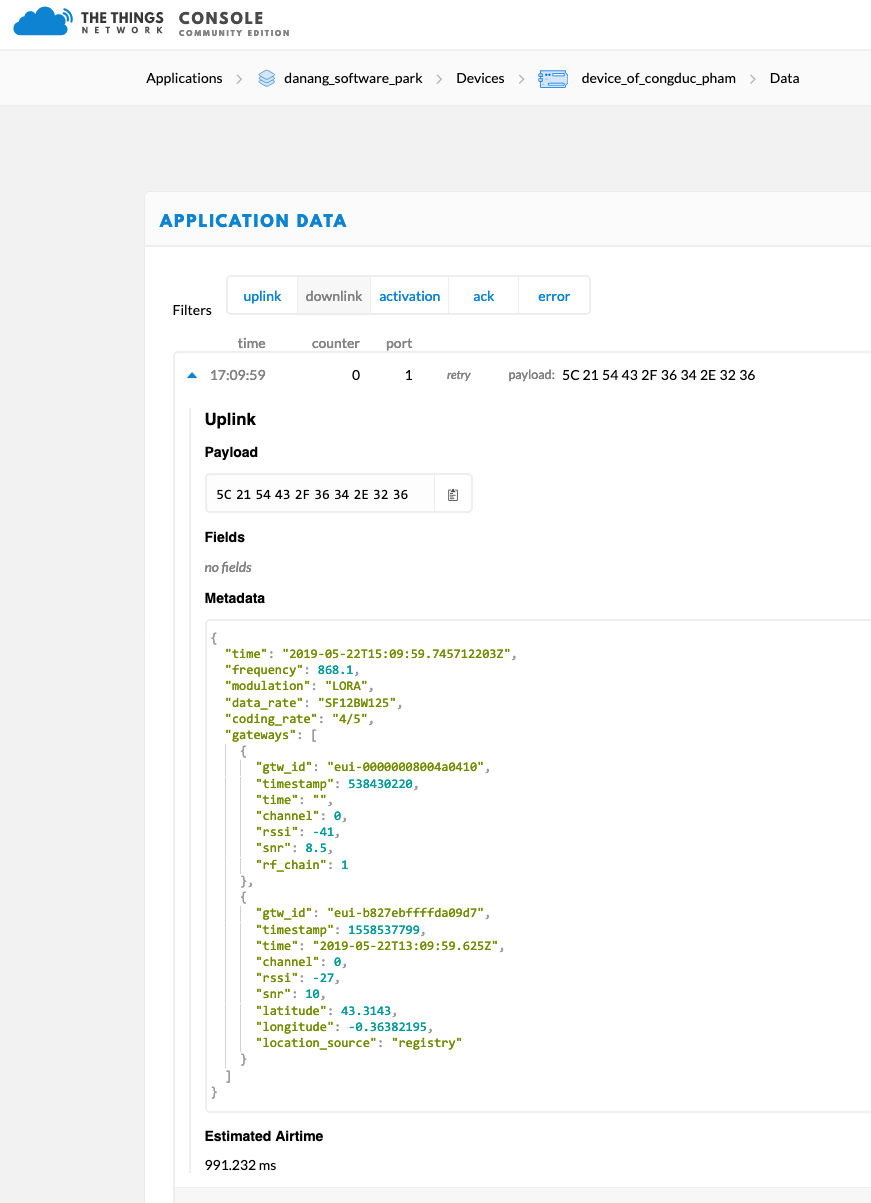 THE THINGS NETWORK CONSOLE COMMUNITY EDITION
Applications > danang_software_park > Devices > device_of_congduc_pham > Data
APPLICATION DATA
Filters uplink downlink activation ack error
time counter port
17:09:59 0 1 retry payload: 5C 21 54 43 2F 36 34 2E 32 36
Uplink
Payload
5C 21 54 43 2F 36 34 2E 32 36
Fields
no fields
Metadata
{
"time": "2019-05-22T15:09:59.745712203Z",
"frequency": 868.1,
"modulation": "LORA",
"data_rate": "SF12BW125",
"coding_rate": "4/5",
"gateways": [
{
"gtw_id": "eui-00000008004a0410",
"timestamp": 538430220,
"time": "",
"channel": 0,
"rssi": -41,
"snr": 8.5,
"rf_chain": 1
},
{
"gtw_id": "eui-b827ebffffda09d7",
"timestamp": 1558537799,
"time": "2019-05-22T13:09:59.625Z",
"channel": 0,
"rssi": -27,
"snr": 10,
"latitude": 43.3143,
"longitude": -0.36382195,
"location_source": "registry"
}
]
}
Estimated Airtime
991.232 ms